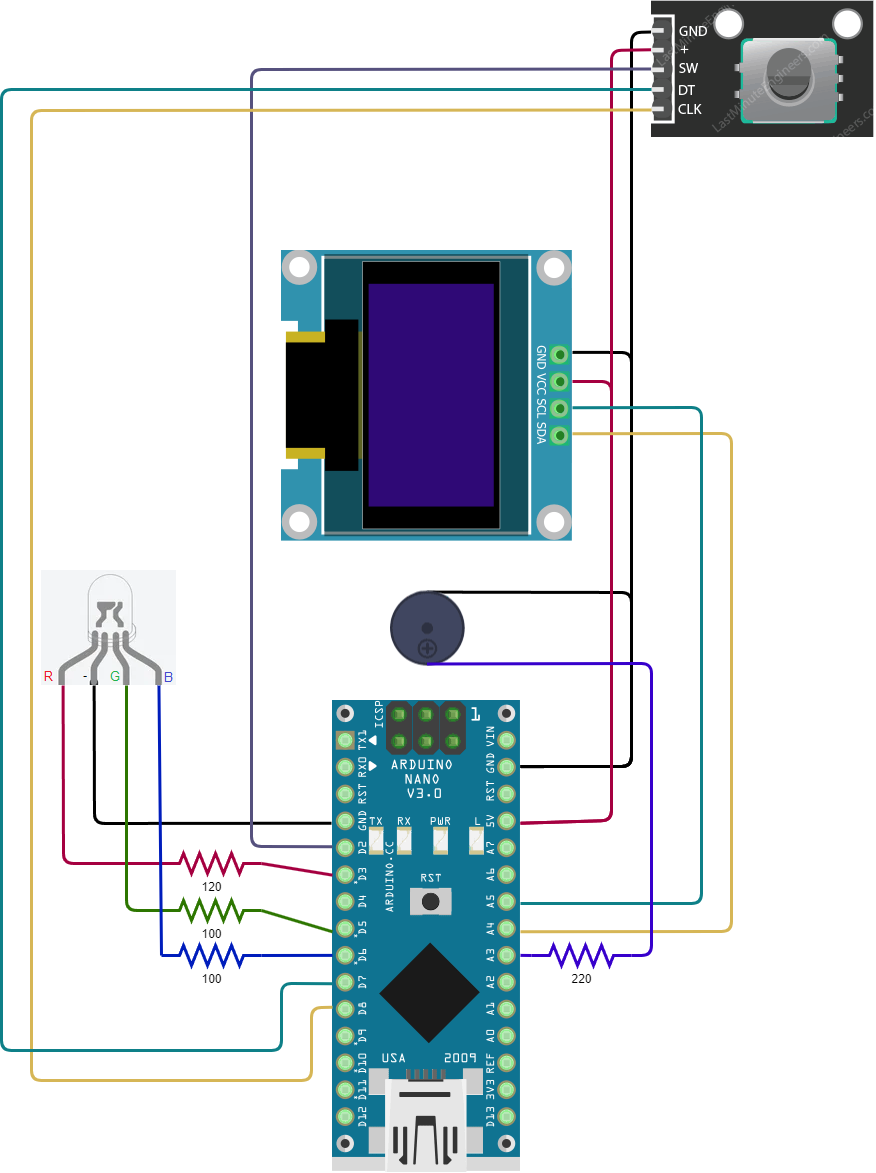 GND
+
SW
DT
CLK
LastMinuteEngineers.com
GND VCC SCL SDA
R
-
G
B
ICSP
1
TX1
RX0
RST
GND
D2
D3
D4
D5
D6
D7
D8
D9
D10
D11
D12
ARDUINO
NANO
V3.0
TX
RX
PWR
L
RST
ARDUINO.CC
USA
2009
VIN
GND
RST
5V
A7
A6
A5
A4
A3
A2
A1
A0
REF
3V3
D13
120
100
100
220